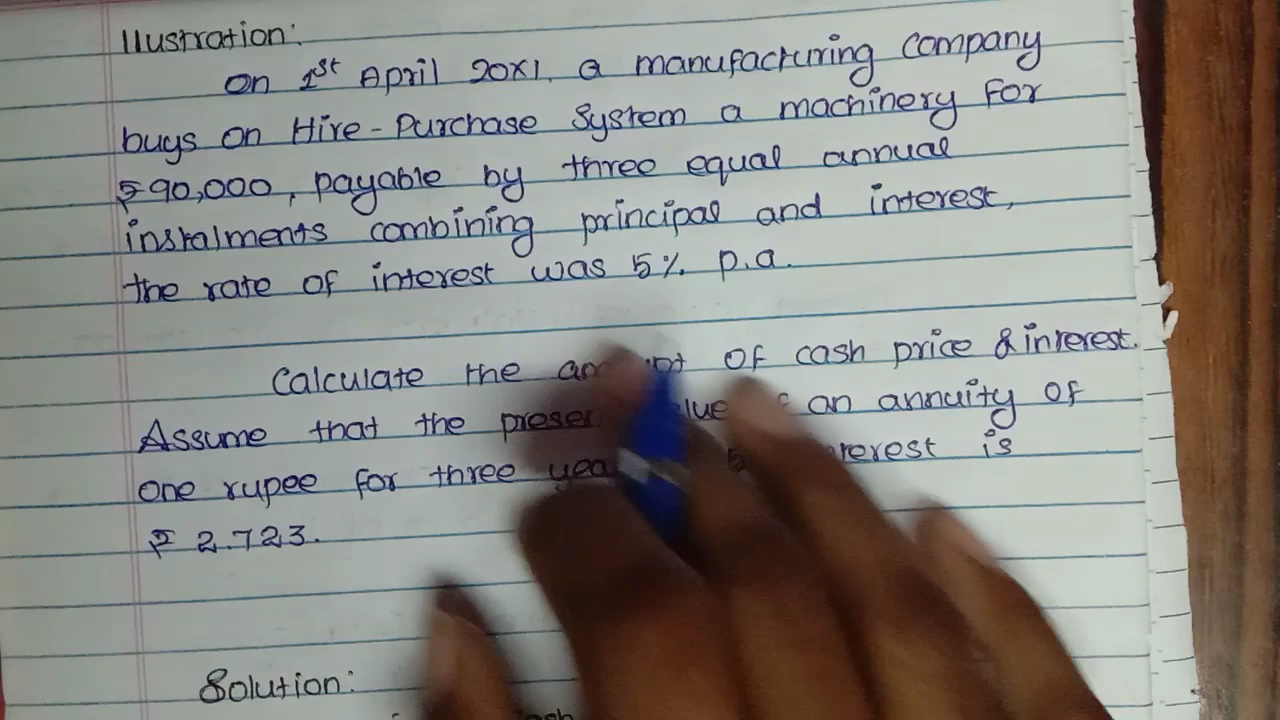 Illustration:
On 1st April 20X1, a manufacturing company
buys on Hire-Purchase System a machinery for
₹90,000, payable by three equal annual
instalments combining principal and interest,
the rate of interest was 5% p.a.
Calculate the of cash price & interest.
Assume that the an annuity of
one rupee for three is
₹ 2.723.
Solution: